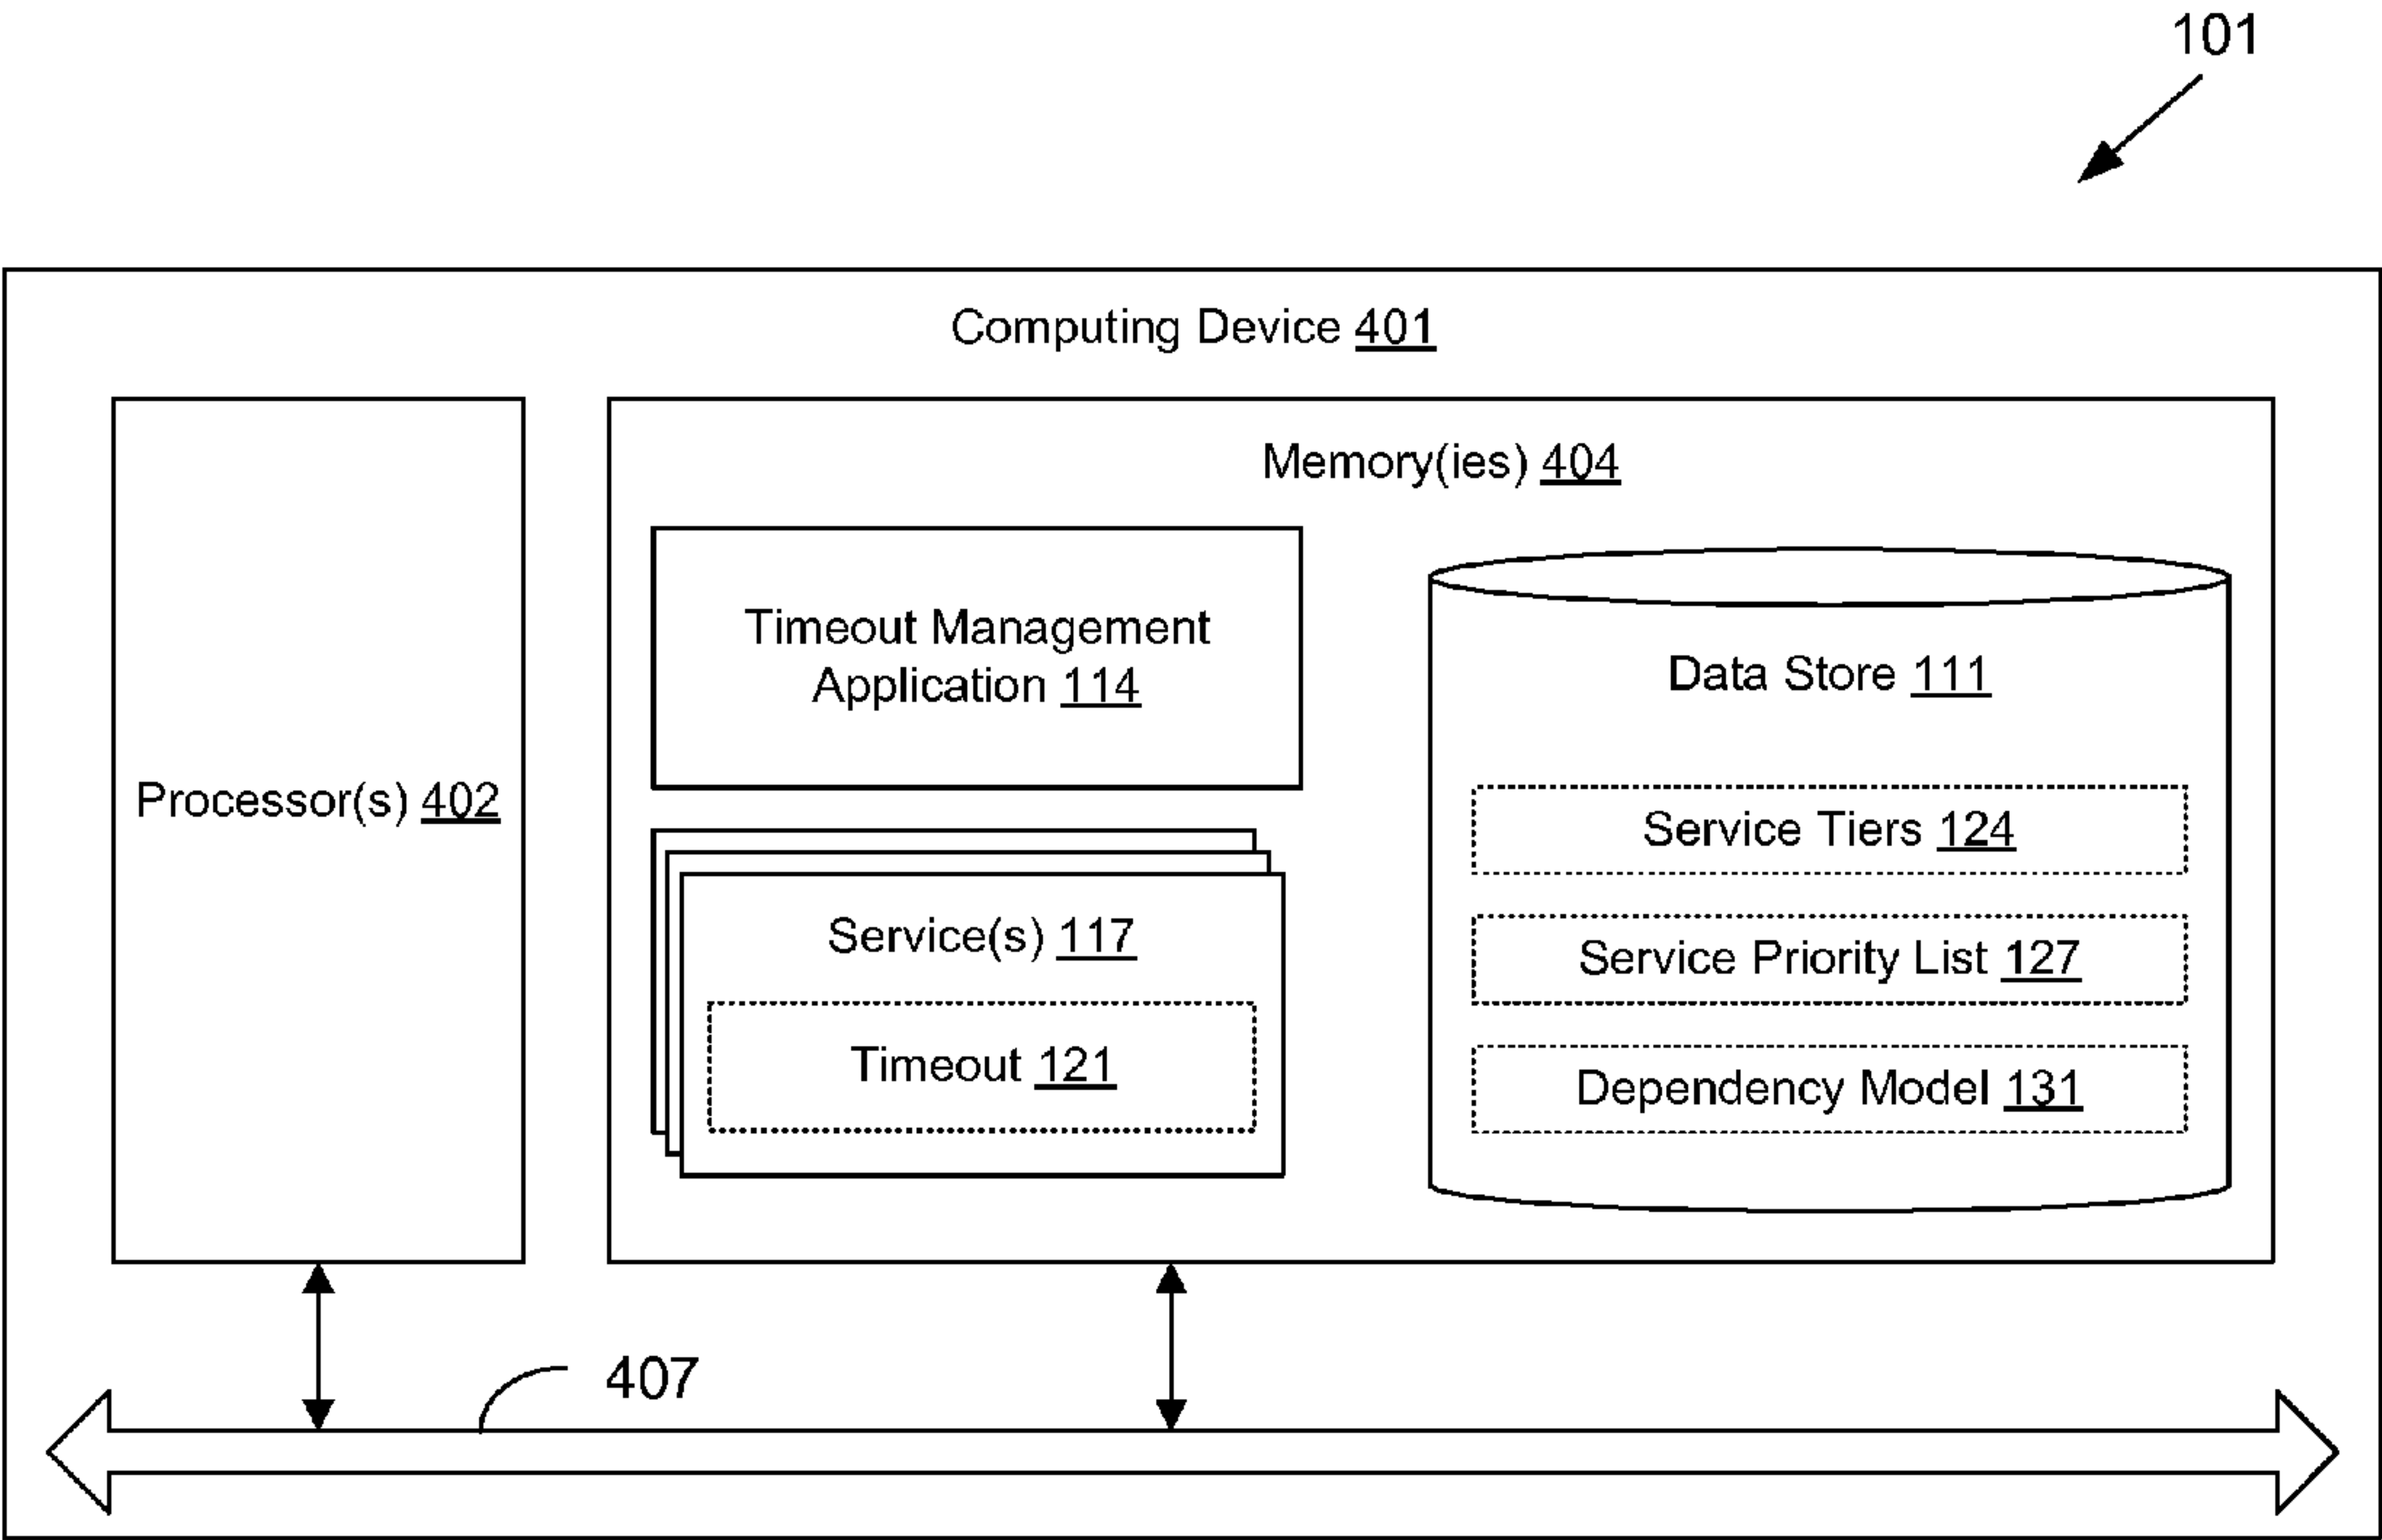 101
Computing Device 401
Memory(ies) 404
Timeout Management
Application 114
Data Store 111
Processor(s) 402
Service Tiers 124
Service(s) 117
Service Priority List 127
Timeout 121
Dependency Model 131
407